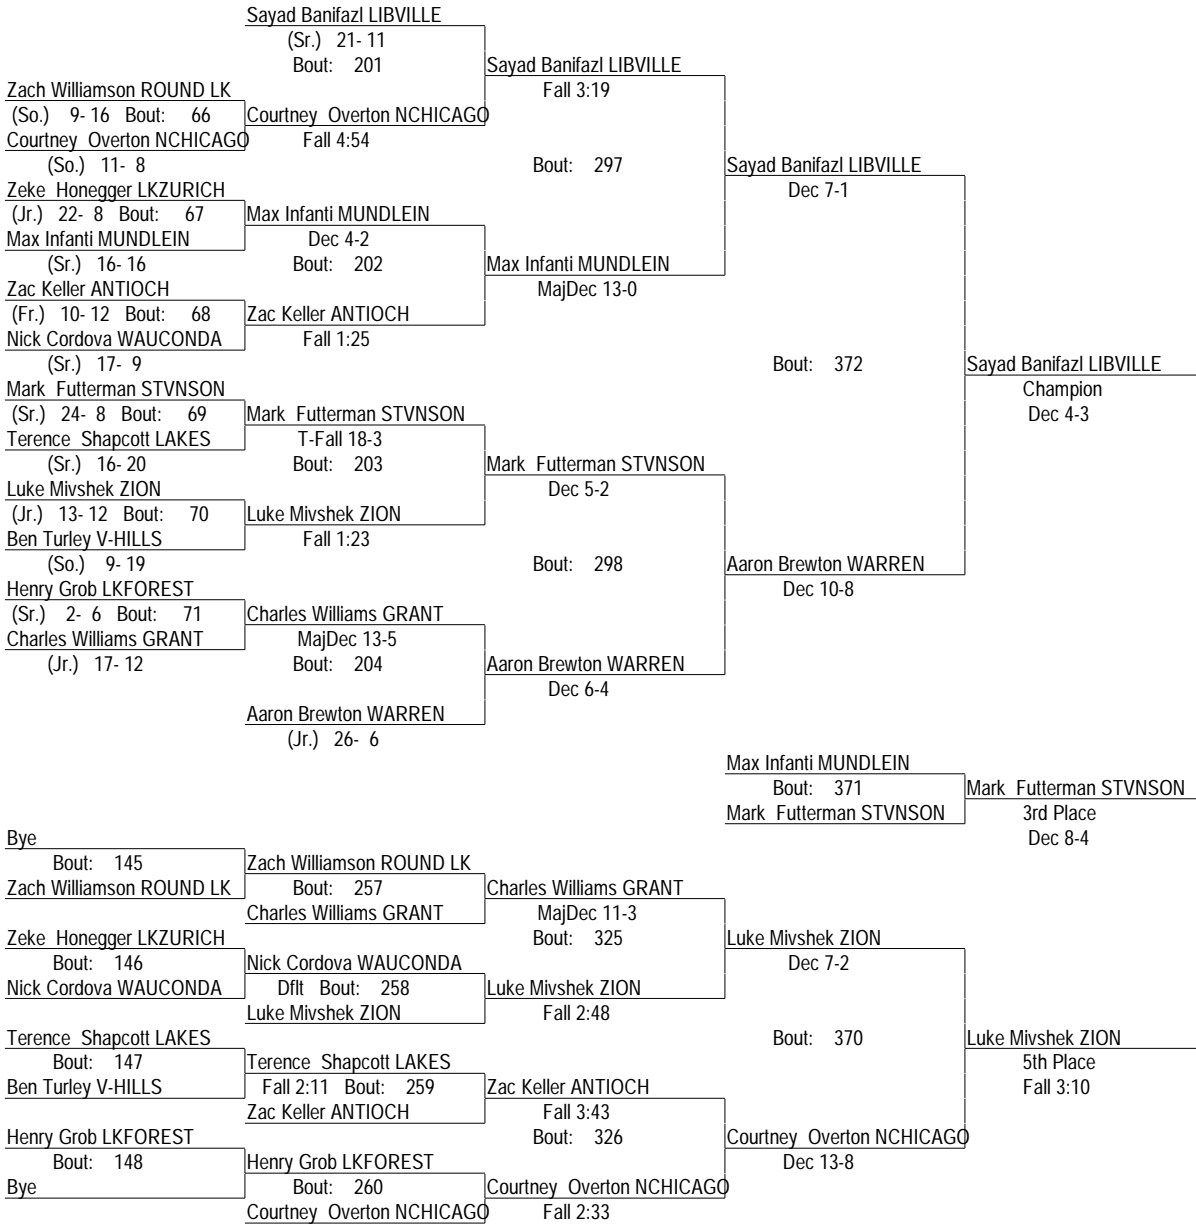 Sayad Banifazl LIBVILLE
(Sr.) 21- 11
Bout: 201 Sayad Banifazl LIBVILLE
Zach Williamson ROUND LK Fall 3:19
(So.) 9- 16 Bout: 66 Courtney Overton NCHICAGO
Courtney Overton NCHICAGO Fall 4:54
(So.) 11- 8 Bout: 297 Sayad Banifazl LIBVILLE
Zeke Honegger LKZURICH Dec 7-1
(Jr.) 22- 8 Bout: 67 Max Infanti MUNDLEIN
Max Infanti MUNDLEIN Dec 4-2
(Sr.) 16- 16 Bout: 202 Max Infanti MUNDLEIN
Zac Keller ANTIOCH MajDec 13-0
(Fr.) 10- 12 Bout: 68 Zac Keller ANTIOCH
Nick Cordova WAUCONDA Fall 1:25
(Sr.) 17- 9 Bout: 372 Sayad Banifazl LIBVILLE
Mark Futterman STVNSON Champion
(Sr.) 24- 8 Bout: 69 Mark Futterman STVNSON Dec 4-3
Terence Shapcott LAKES T-Fall 18-3
(Sr.) 16- 20 Bout: 203 Mark Futterman STVNSON
Luke Mivshek ZION Dec 5-2
(Jr.) 13- 12 Bout: 70 Luke Mivshek ZION
Ben Turley V-HILLS Fall 1:23
(So.) 9- 19 Bout: 298 Aaron Brewton WARREN
Henry Grob LKFOREST Dec 10-8
(Sr.) 2- 6 Bout: 71 Charles Williams GRANT
Charles Williams GRANT MajDec 13-5
(Jr.) 17- 12 Bout: 204 Aaron Brewton WARREN
Dec 6-4
Aaron Brewton WARREN
(Jr.) 26- 6
Max Infanti MUNDLEIN
Bout: 371 Mark Futterman STVNSON
Mark Futterman STVNSON 3rd Place
Bye Dec 8-4
Bout: 145 Zach Williamson ROUND LK
Zach Williamson ROUND LK Bout: 257 Charles Williams GRANT
Charles Williams GRANT MajDec 11-3
Zeke Honegger LKZURICH Bout: 325 Luke Mivshek ZION
Bout: 146 Nick Cordova WAUCONDA Dec 7-2
Nick Cordova WAUCONDA Dflt Bout: 258 Luke Mivshek ZION
Luke Mivshek ZION Fall 2:48
Terence Shapcott LAKES Bout: 370 Luke Mivshek ZION
Bout: 147 Terence Shapcott LAKES 5th Place
Ben Turley V-HILLS Fall 2:11 Bout: 259 Zac Keller ANTIOCH Fall 3:10
Zac Keller ANTIOCH Fall 3:43
Henry Grob LKFOREST Bout: 326 Courtney Overton NCHICAGO
Bout: 148 Henry Grob LKFOREST Dec 13-8
Bye Bout: 260 Courtney Overton NCHICAGO
Courtney Overton NCHICAGO Fall 2:33